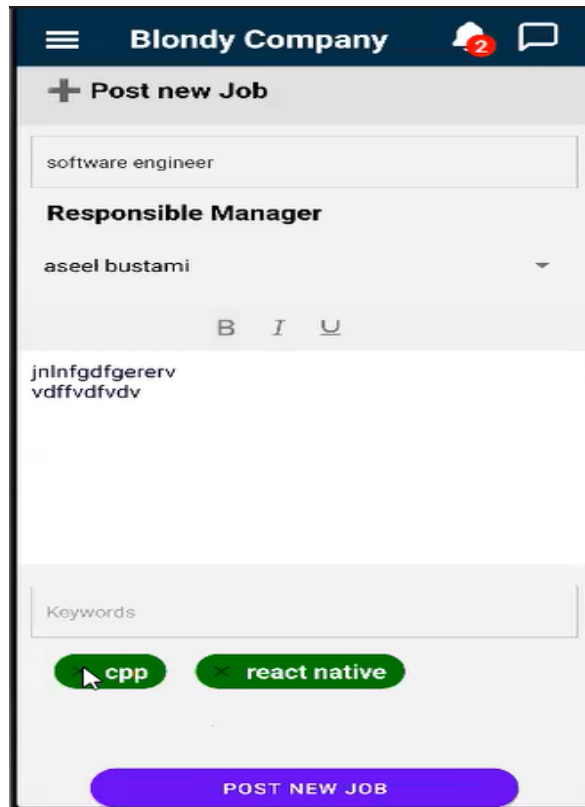 Blondy Company
2
Post new Job
software engineer
Responsible Manager
aseel bustami
B I U
jnlnfgdfgererv
vdffvdfvdv
Keywords
cpp
react native
POST NEW JOB